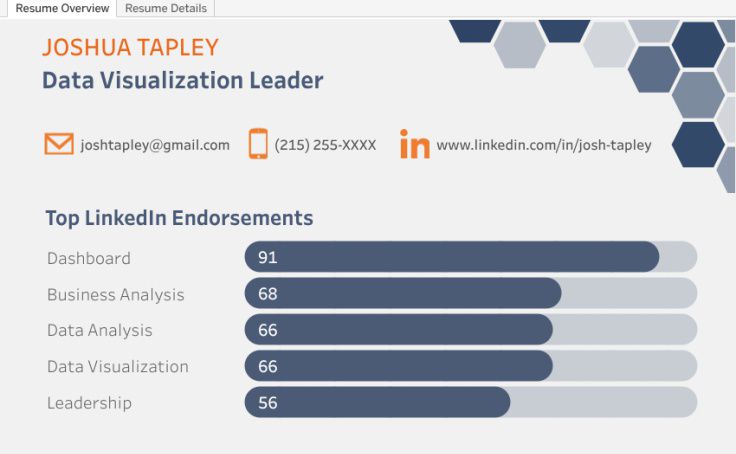 Resume Overview Resume Details
JOSHUA TAPLEY
Data Visualization Leader
joshtapley@gmail.com (215) 255-XXXX in www.linkedin.com/in/josh-tapley
Top LinkedIn Endorsements
Dashboard 91
Business Analysis 68
Data Analysis 66
Data Visualization 66
Leadership 56